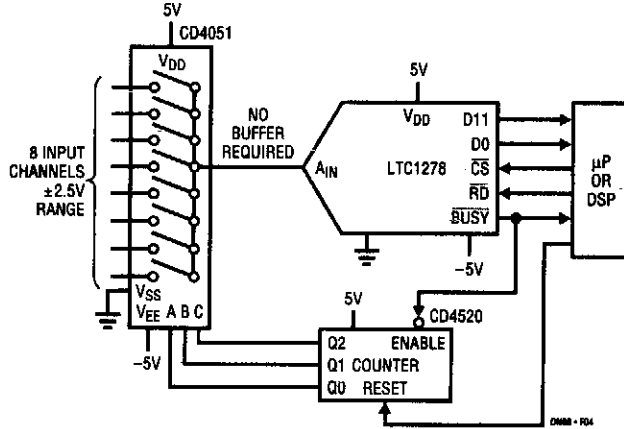 5V
CD4051
VDD
8 INPUT
CHANNELS
±2.5V
RANGE
VSS
VEE A B C
−5V
NO
BUFFER
REQUIRED
5V
VDD
AIN
LTC1278
D11
D0
CS
RD
BUSY
−5V
µP
OR
DSP
5V
CD4520
Q2 ENABLE
Q1 COUNTER
Q0 RESET